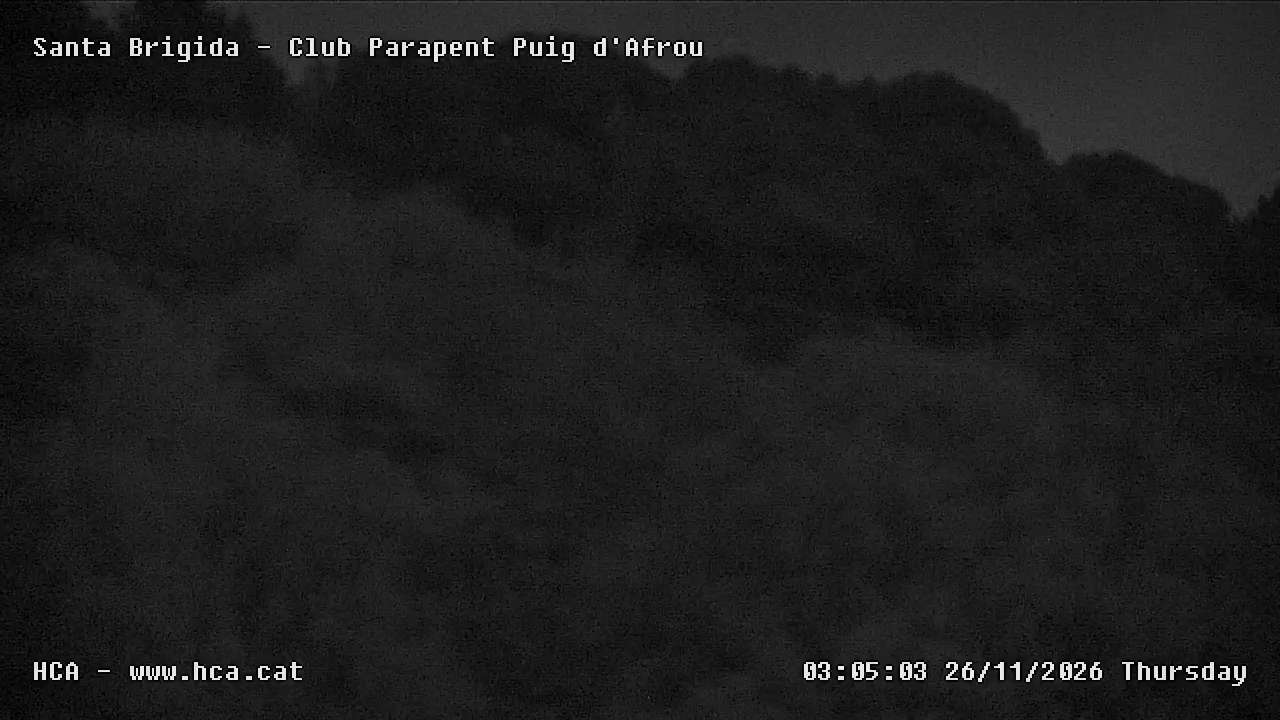 Santa Brigida - Club Parapent Puig d'Afrou
HCA - www.hca.cat
03:05:03 26/11/2026 Thursday